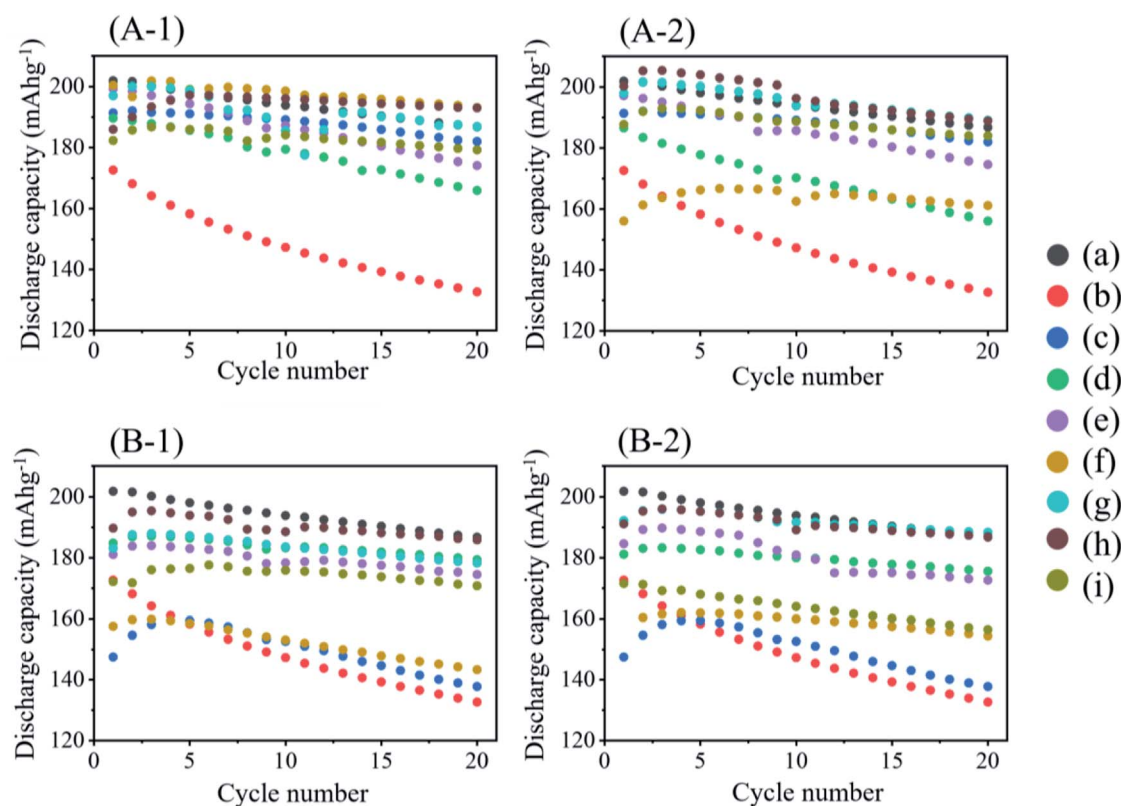 (A-1)
Discharge capacity (mAhg⁻¹)
200
180
160
140
120
0 5 10 15 20
Cycle number
(A-2)
Discharge capacity (mAhg⁻¹)
200
180
160
140
120
0 5 10 15 20
Cycle number
(B-1)
Discharge capacity (mAhg⁻¹)
200
180
160
140
120
0 5 10 15 20
Cycle number
(B-2)
Discharge capacity (mAhg⁻¹)
200
180
160
140
120
0 5 10 15 20
Cycle number
(a)
(b)
(c)
(d)
(e)
(f)
(g)
(h)
(i)